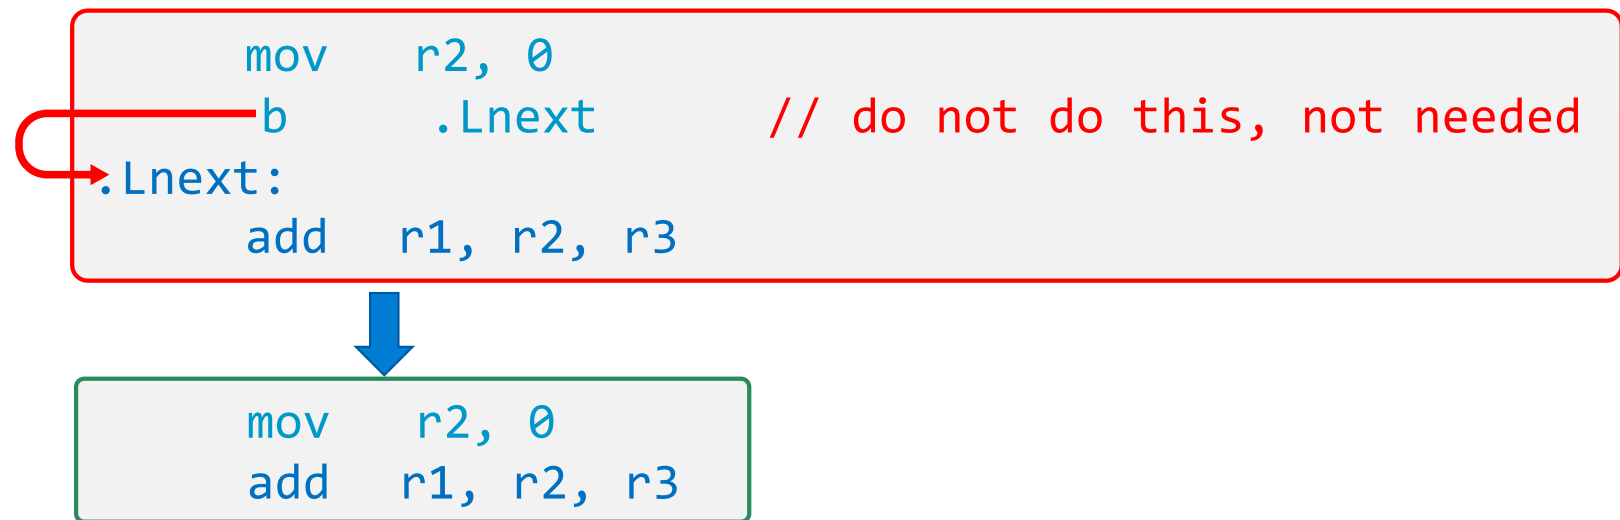 mov r2, 0
b .Lnext // do not do this, not needed
.Lnext:
add r1, r2, r3
mov r2, 0
add r1, r2, r3